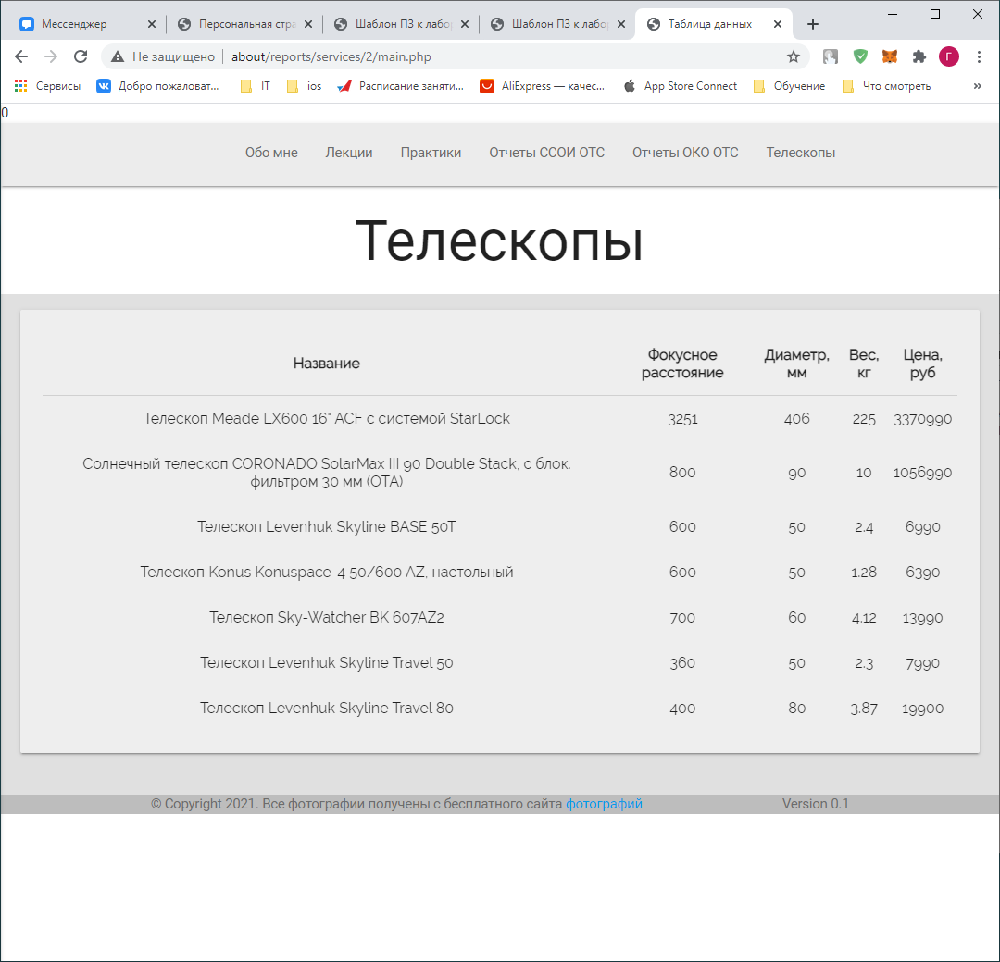 Мессенджер
Персональная стра
Шаблон ПЗ к лабор
Шаблон ПЗ к лабор
Таблица данных
Не защищено | about/reports/services/2/main.php
Г
Сервисы
Добро пожаловат...
IT
ios
Расписание заняти...
AliExpress — качес...
App Store Connect
Обучение
Что смотреть
»
0
Обо мне Лекции Практики Отчеты ССОИ ОТС Отчеты ОКО ОТС Телескопы
Телескопы
Название Фокусное расстояние Диаметр, мм Вес, кг Цена, руб
Телескоп Meade LX600 16" ACF с системой StarLock 3251 406 225 3370990
Солнечный телескоп CORONADO SolarMax III 90 Double Stack, с блок.
фильтром 30 мм (OTA) 800 90 10 1056990
Телескоп Levenhuk Skyline BASE 50T 600 50 2.4 6990
Телескоп Konus Konuspace-4 50/600 AZ, настольный 600 50 1.28 6390
Телескоп Sky-Watcher BK 607AZ2 700 60 4.12 13990
Телескоп Levenhuk Skyline Travel 50 360 50 2.3 7990
Телескоп Levenhuk Skyline Travel 80 400 80 3.87 19900
© Copyright 2021. Все фотографии получены с бесплатного сайта фотографий Version 0.1